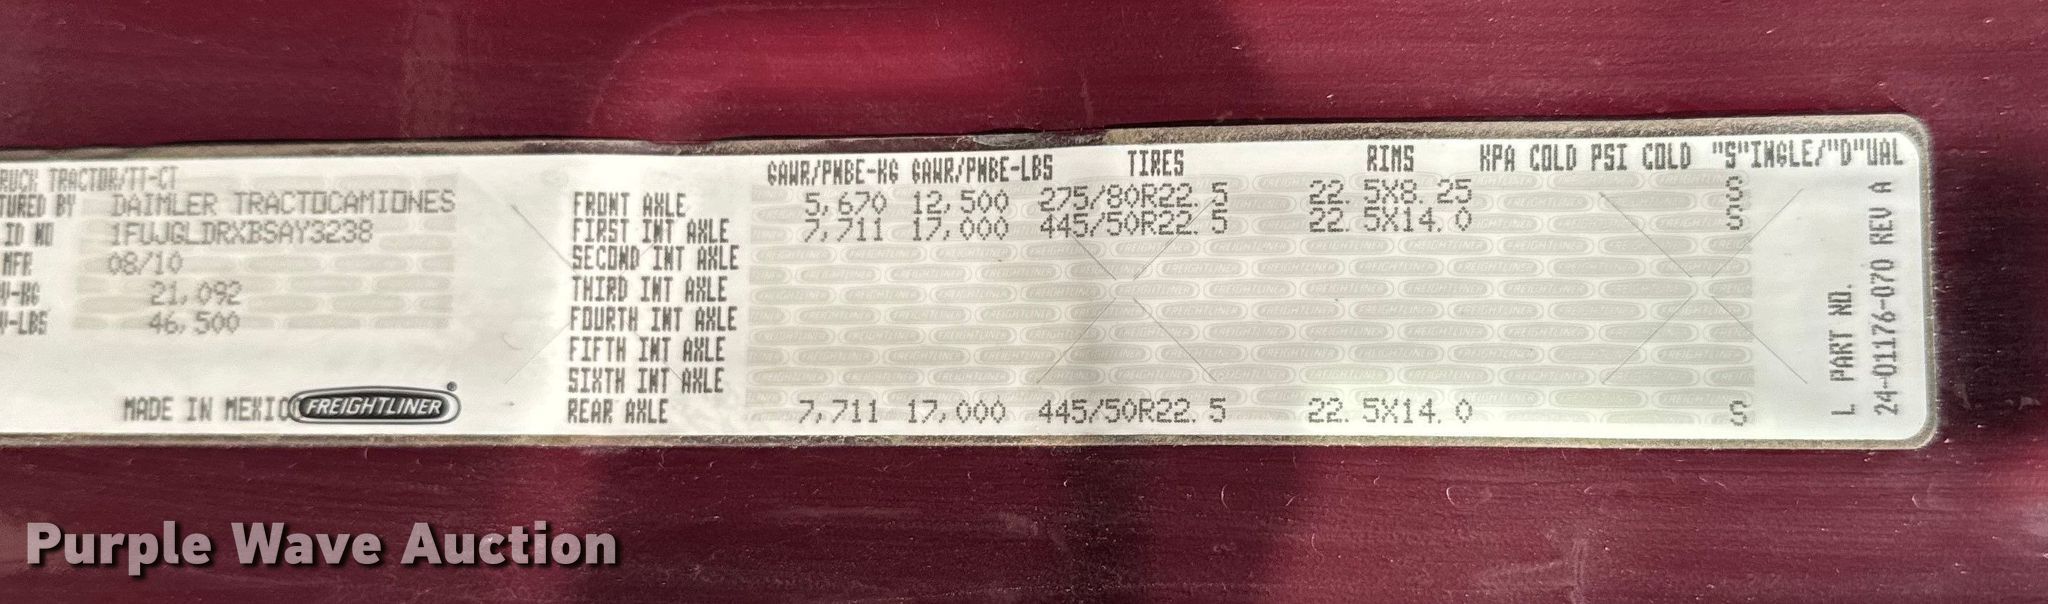 RUCK TRACTOR/TT-CT
TURED BY DAIMLER TRACTOCAMIONES
ID NO 1FUJGLDRXBSAY3238
MFR 08/10
V-KG 21,092
V-LBS 46,500
MADE IN MEXICO FREIGHTLINER®
GAWR/PNBE-KG GAWR/PNBE-LBS TIRES RIMS KPA COLD PSI COLD "S"INGLE/"D"UAL
FRONT AXLE 5,670 12,500 275/80R22.5 22.5X8.25 S
FIRST INT AXLE 7,711 17,000 445/50R22.5 22.5X14.0 S
SECOND INT AXLE
THIRD INT AXLE
FOURTH INT AXLE
FIFTH INT AXLE
SIXTH INT AXLE
REAR AXLE 7,711 17,000 445/50R22.5 22.5X14.0 S
L PART NO.
24-01176-070 REV A
Purple Wave Auction